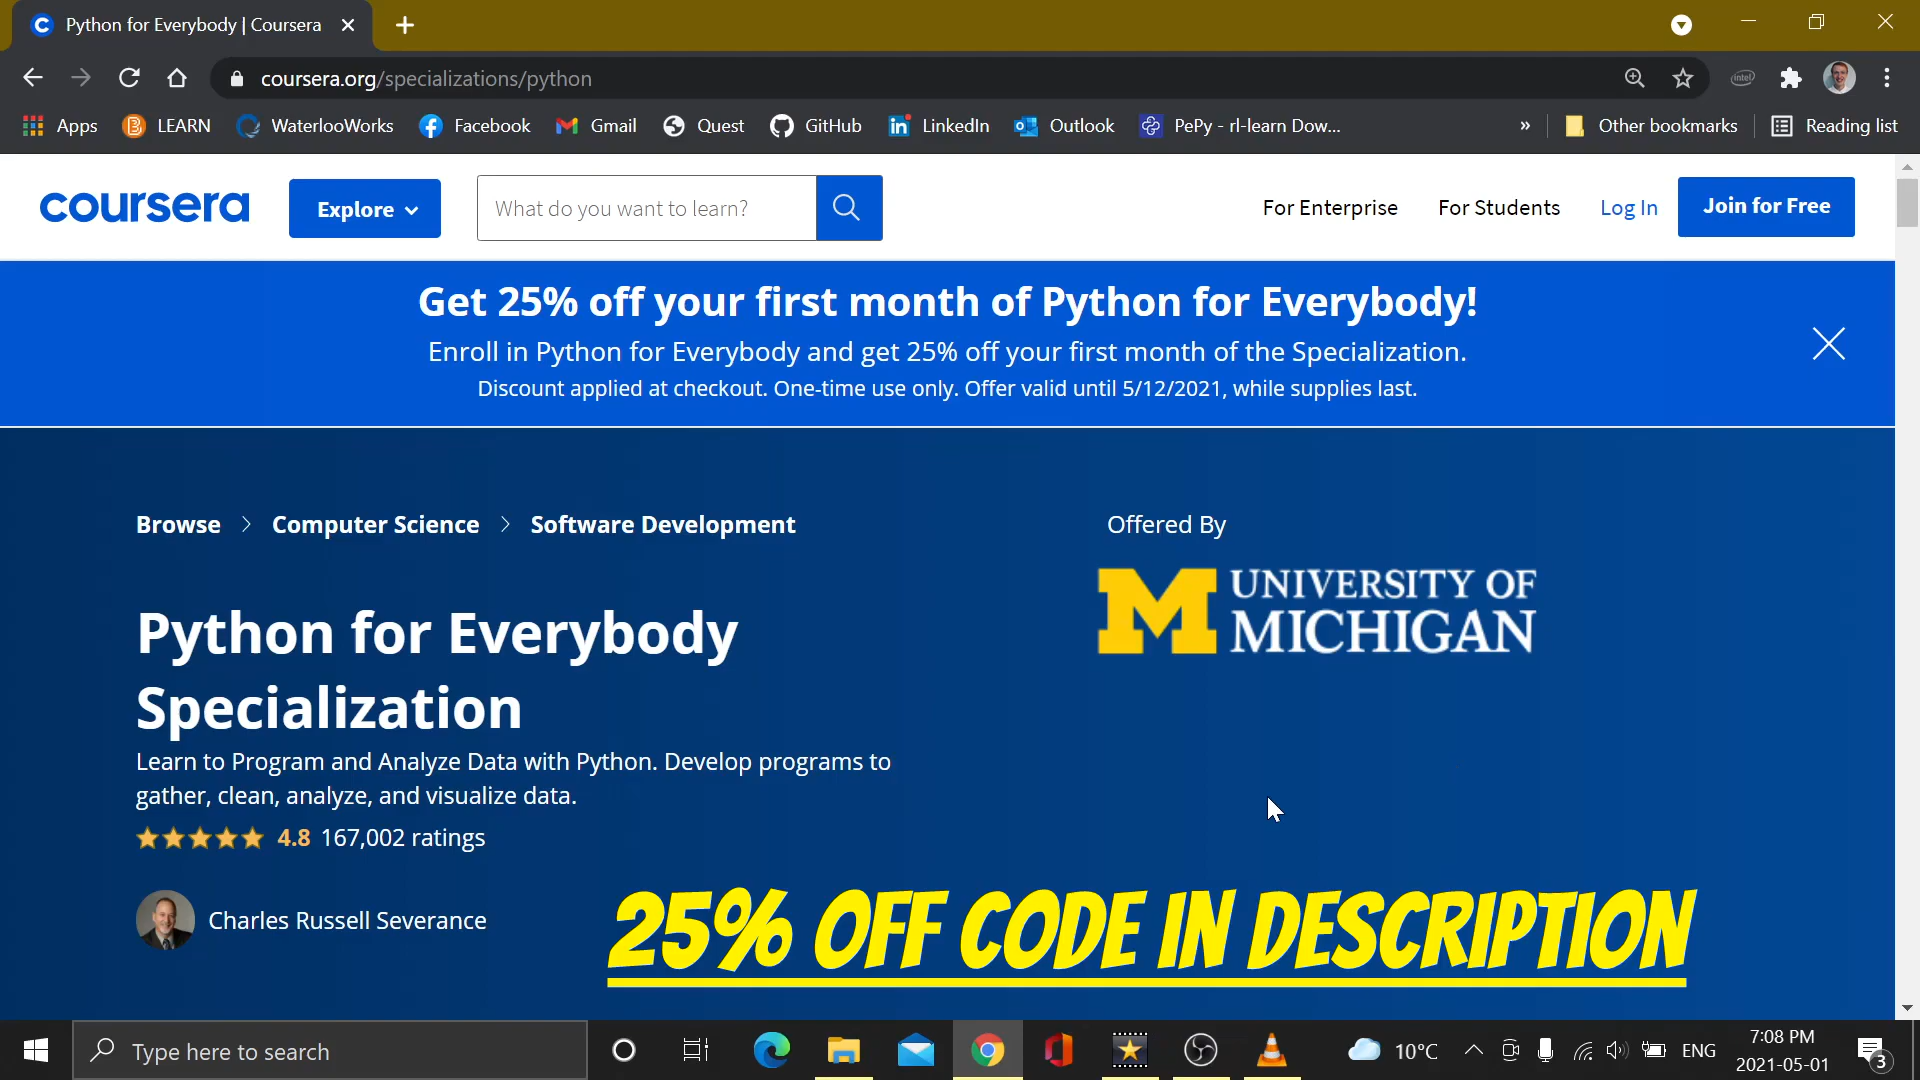 Python for Everybody | Coursera
coursera.org/specializations/python
intel
Apps
LEARN
WaterlooWorks
Facebook
Gmail
Quest
GitHub
LinkedIn
Outlook
PePy - rl-learn Dow...
»
Other bookmarks
Reading list
coursera
Explore
What do you want to learn?
For Enterprise
For Students
Log In
Join for Free
Get 25% off your first month of Python for Everybody!
Enroll in Python for Everybody and get 25% off your first month of the Specialization.
Discount applied at checkout. One-time use only. Offer valid until 5/12/2021, while supplies last.
Browse > Computer Science > Software Development
Offered By
M UNIVERSITY OF
MICHIGAN
Python for Everybody
Specialization
Learn to Program and Analyze Data with Python. Develop programs to
gather, clean, analyze, and visualize data.
4.8 167,002 ratings
Charles Russell Severance
25% OFF CODE IN DESCRIPTION
Type here to search
10°C
ENG
7:08 PM
2021-05-01
3